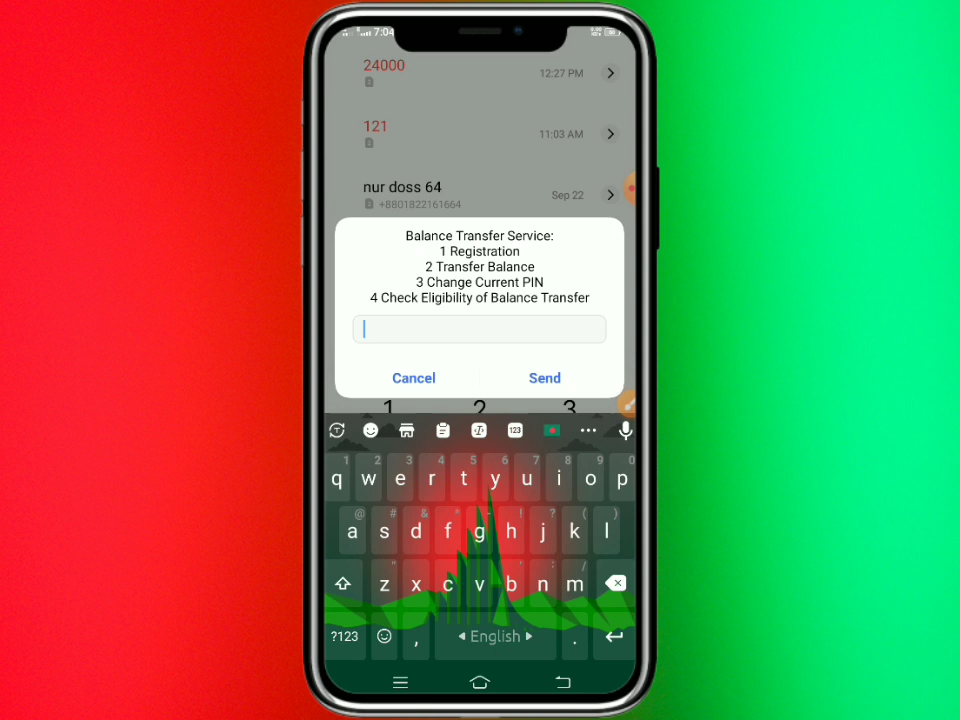 7:04
24000
12:27 PM
121
11:03 AM
nur doss 64
Sep 22
+8801822161664
Balance Transfer Service:
1 Registration
2 Transfer Balance
3 Change Current PIN
4 Check Eligibility of Balance Transfer
Cancel Send
1 2 3
123
1 2 3 4 5 6 7 8 9 0
q w e r t y u i o p
@ # & * - ! ? ( )
a s d f g h j k l
" ' : /
z x c v b n m
?123 , English .